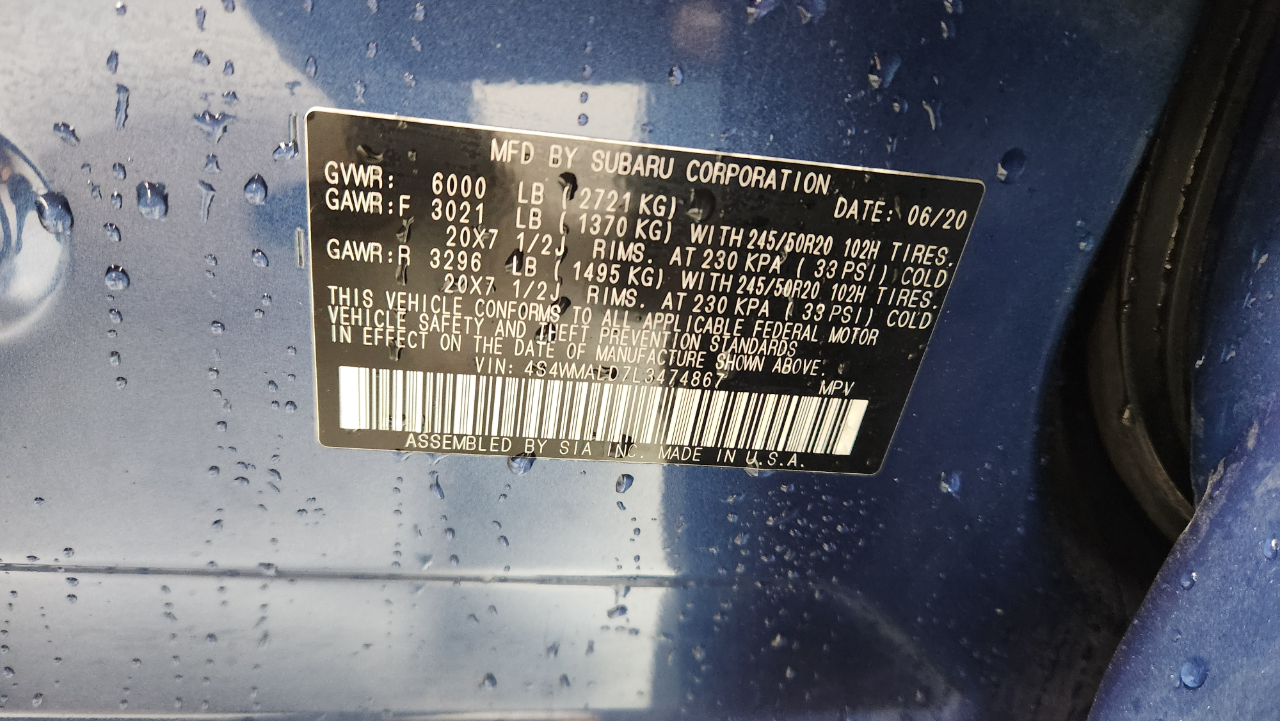 MFD BY SUBARU CORPORATION
GVWR: 6000 LB ( 2721 KG) DATE: 06/20
GAWR: F 3021 LB ( 1370 KG) WITH 245/50R20 102H TIRES.
20X7 1/2J RIMS. AT 230 KPA ( 33 PSI) COLD
GAWR: R 3296 LB ( 1495 KG) WITH 245/50R20 102H TIRES.
20X7 1/2J RIMS. AT 230 KPA ( 33 PSI) COLD
THIS VEHICLE CONFORMS TO ALL APPLICABLE FEDERAL MOTOR
VEHICLE SAFETY AND THEFT PREVENTION STANDARDS
IN EFFECT ON THE DATE OF MANUFACTURE SHOWN ABOVE.
VIN: MPV
ASSEMBLED BY SIA INC. MADE IN U.S.A.